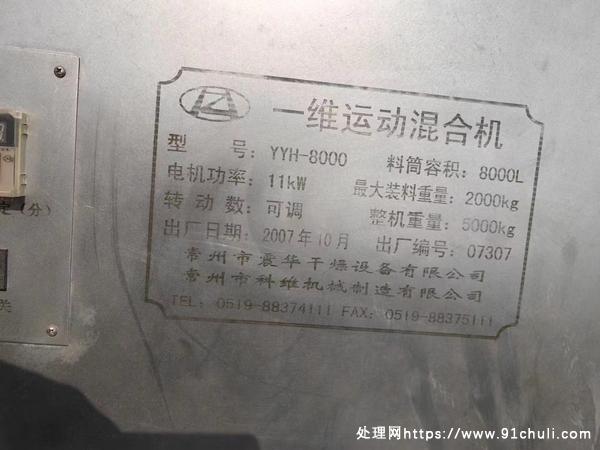 一维运动混合机
型 号: YYH-8000 料筒容积: 8000L
电机功率: 11kW 最大装料重量: 2000kg
转动数: 可调 整机重量: 5000kg
出厂日期: 2007年10月 出厂编号: 07307
常州市震华干燥设备有限公司
常州市科维机械制造有限公司
TEL: 0519-88374111 FAX: 0519-88375111
(分)
关
处理网https://www.91chuli.com